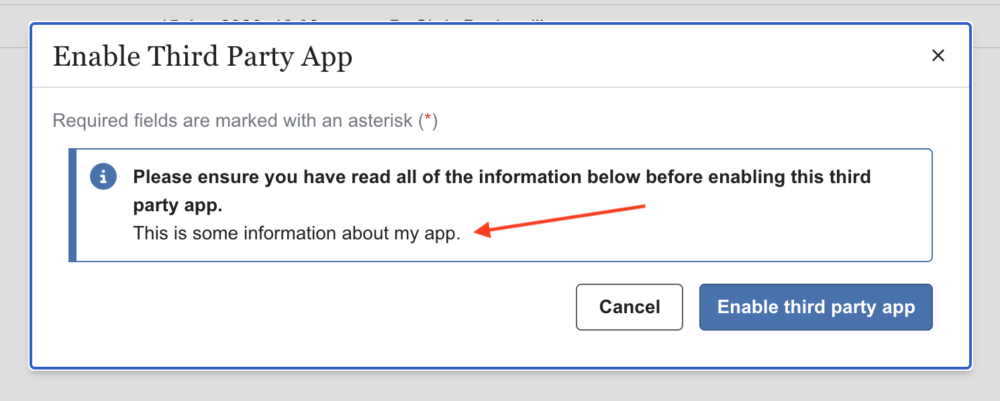 Enable Third Party App
×
Required fields are marked with an asterisk (*)
Please ensure you have read all of the information below before enabling this third
party app.
This is some information about my app.
Cancel
Enable third party app